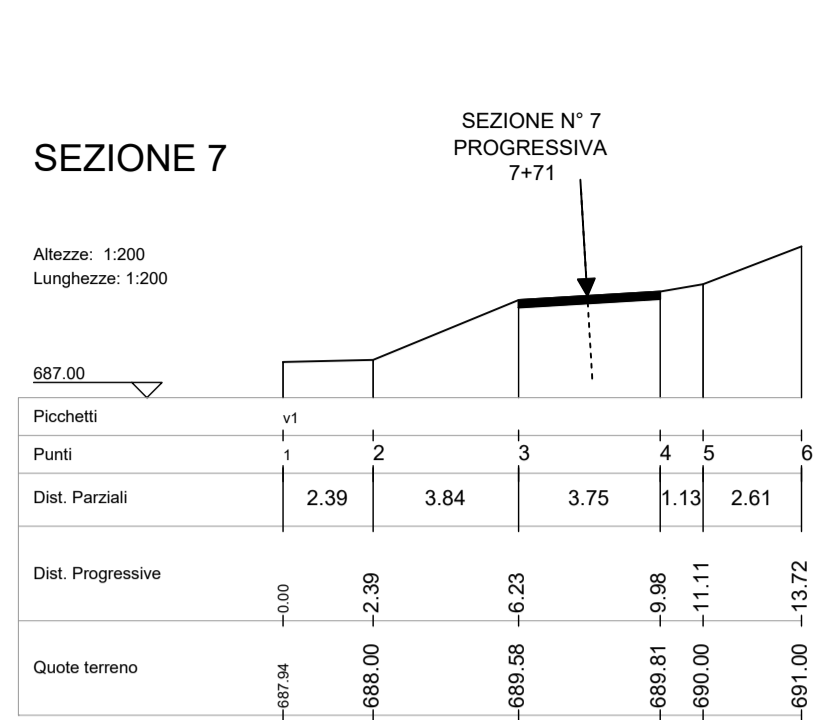 SEZIONE N° 7
PROGRESSIVA
7+71
SEZIONE 7
Altezze: 1:200
Lunghezze: 1:200
687.00
Picchetti v1
Punti 1 2 3 4 5 6
Dist. Parziali 2.39 3.84 3.75 1.13 2.61
Dist. Progressive 0.00 2.39 6.23 9.98 11.11 13.72
Quote terreno 687.94 688.00 689.58 689.81 690.00 691.00